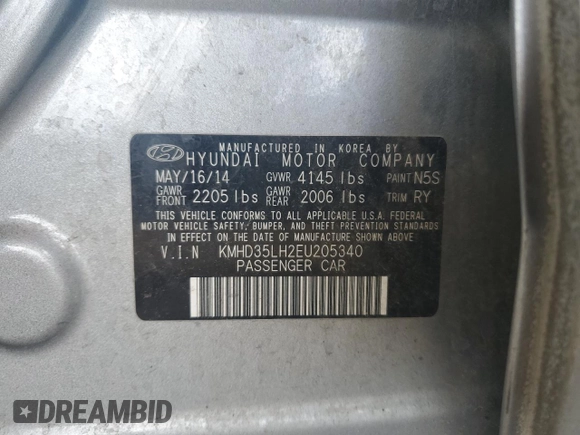 MANUFACTURED IN KOREA BY
HYUNDAI MOTOR COMPANY
MAY/16/14 GVWR 4145 lbs PAINT N5S
GAWR FRONT 2205 lbs GAWR REAR 2006 lbs TRIM RY
THIS VEHICLE CONFORMS TO ALL APPLICABLE U.S.A. FEDERAL
MOTOR VEHICLE SAFETY, BUMPER, AND THEFT PREVENTION STANDARDS
IN EFFECT ON THE DATE OF MANUFACTURE SHOWN ABOVE.
V.I.N KMHD35LH2EU205340
PASSENGER CAR
DREAMBID